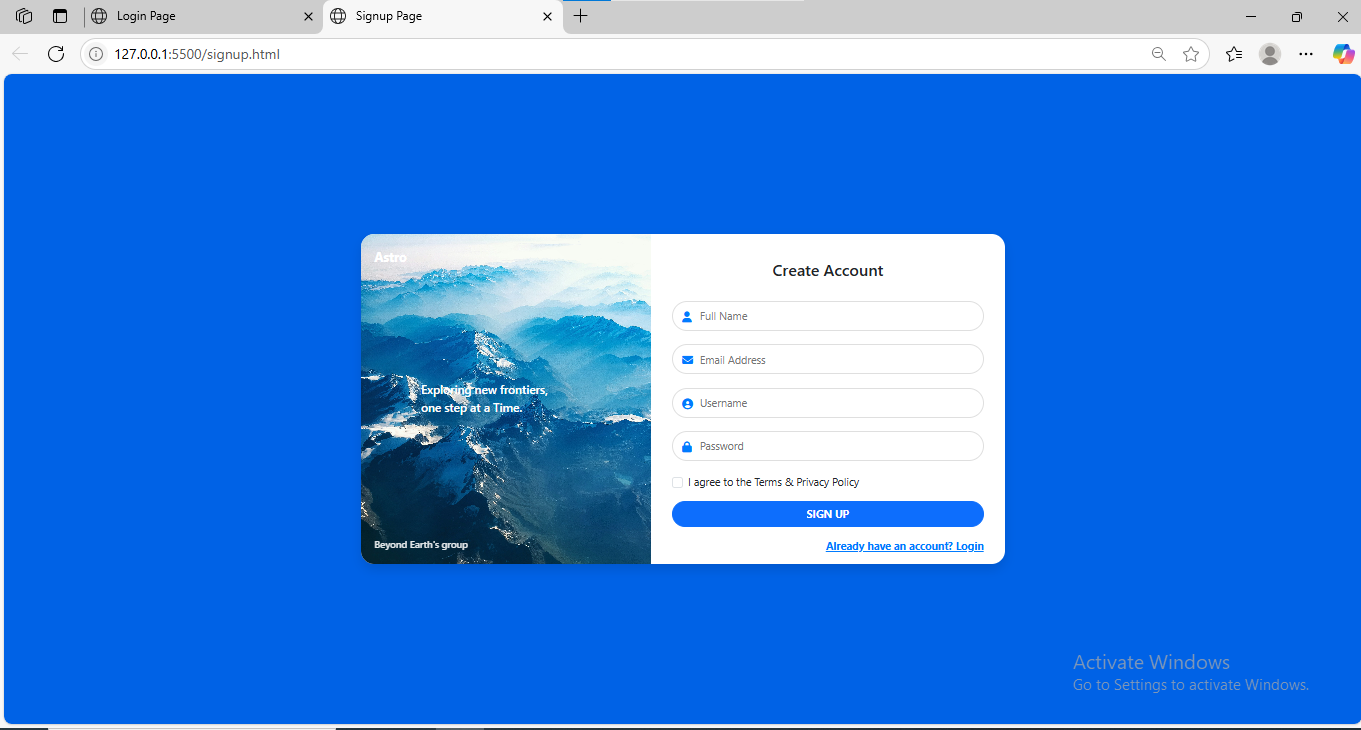 Login Page
Signup Page
127.0.0.1:5500/signup.html
Astro
Exploring new frontiers,
one step at a Time.
Beyond Earth's group
Create Account
Full Name
Email Address
Username
Password
I agree to the Terms & Privacy Policy
SIGN UP
Already have an account? Login
Activate Windows
Go to Settings to activate Windows.